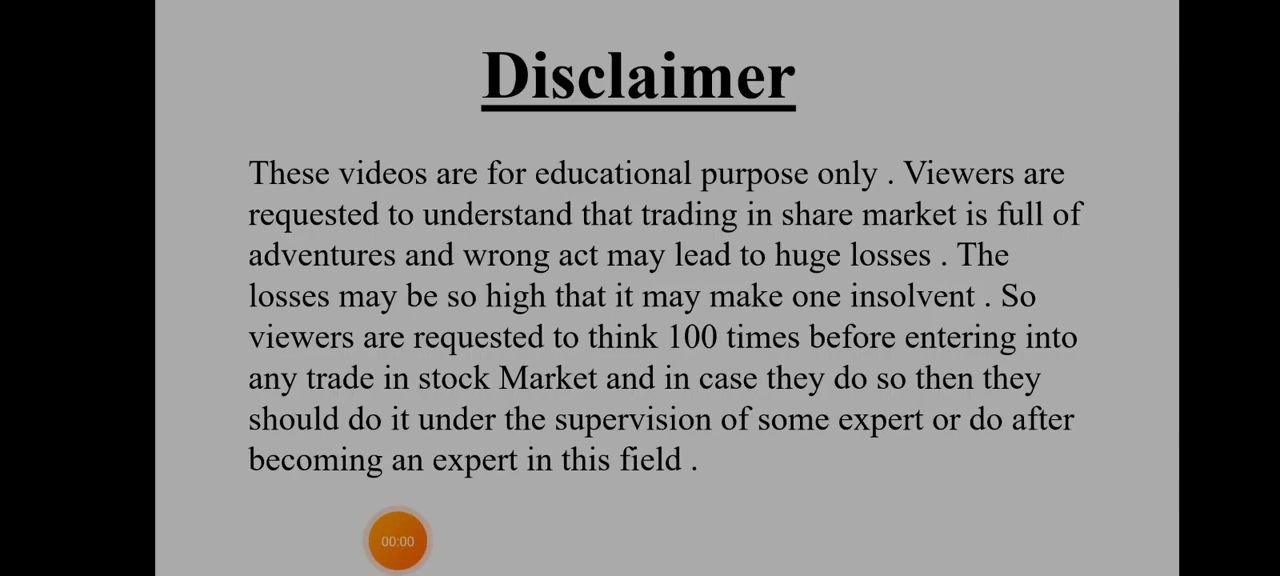 Disclaimer
These videos are for educational purpose only . Viewers are
requested to understand that trading in share market is full of
adventures and wrong act may lead to huge losses . The
losses may be so high that it may make one insolvent . So
viewers are requested to think 100 times before entering into
any trade in stock Market and in case they do so then they
should do it under the supervision of some expert or do after
becoming an expert in this field .
00:00